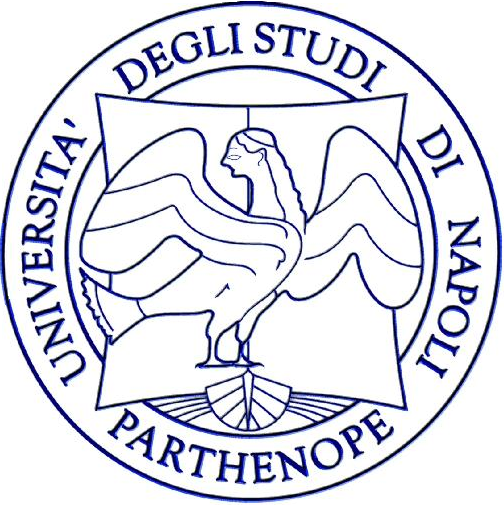 UNIVERSITA' DEGLI STUDI DI NAPOLI
PARTHENOPE